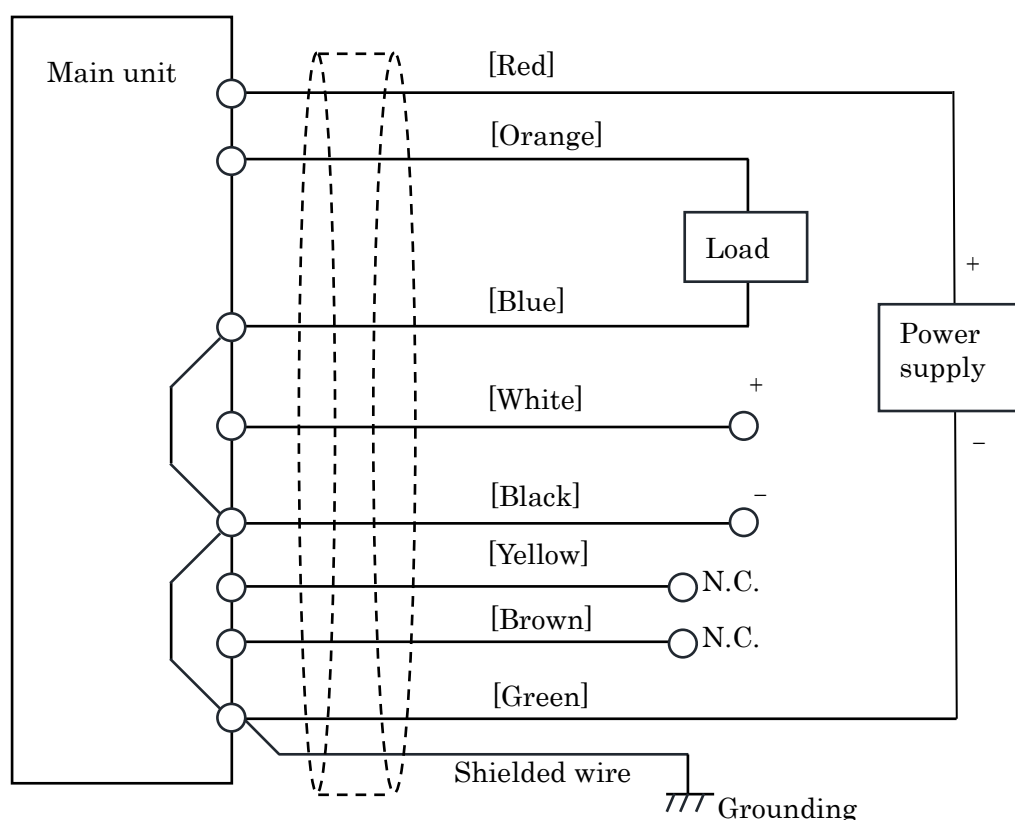 Main unit
[Red]
[Orange]
Load
+
[Blue]
Power
supply
[White]
+
−
[Black]
−
[Yellow]
N.C.
[Brown]
N.C.
[Green]
Shielded wire
Grounding